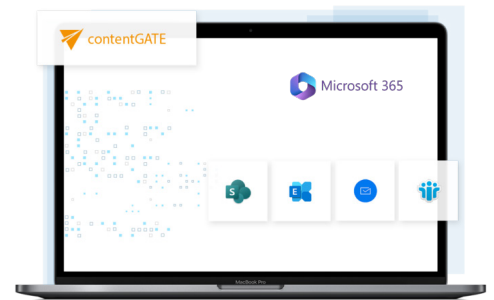 contentGATE
Microsoft 365
S
E
MacBook Pro